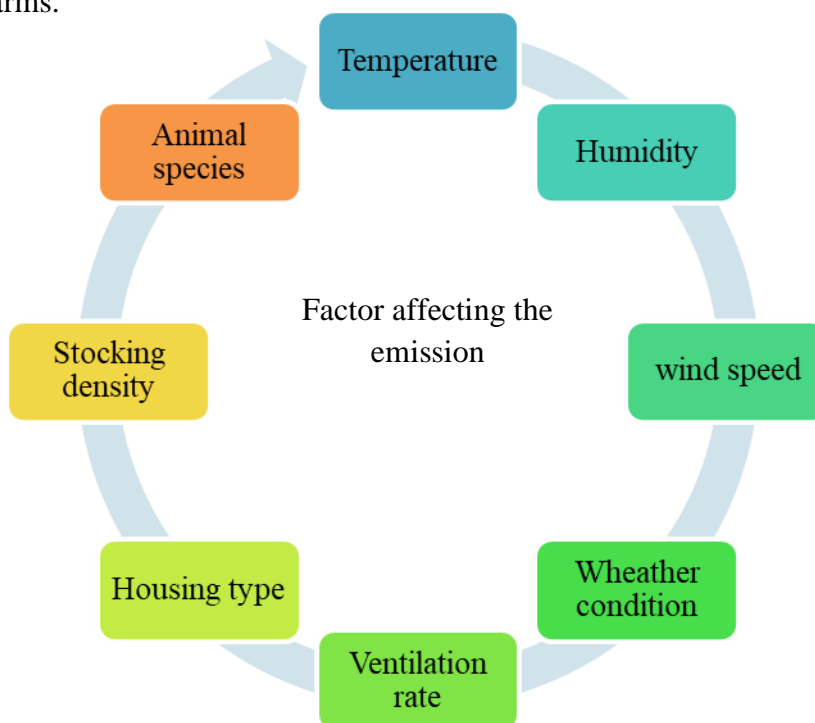 arms.
Temperature
Humidity
wind speed
Wheather
condition
Ventilation
rate
Housing type
Stocking
density
Animal
species
Factor affecting the
emission